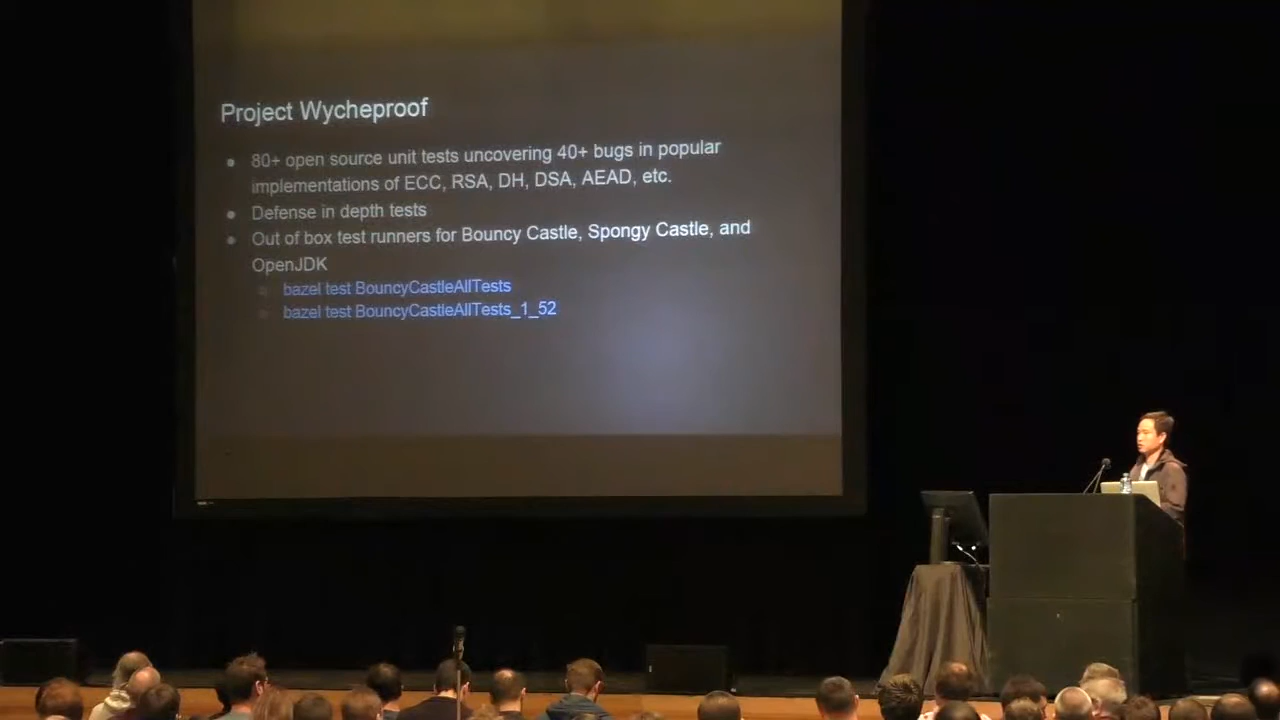 Project Wycheproof
● 80+ open source unit tests uncovering 40+ bugs in popular
implementations of ECC, RSA, DH, DSA, AEAD, etc.
● Defense in depth tests
● Out of box test runners for Bouncy Castle, Spongy Castle, and
OpenJDK
○ bazel test BouncyCastleAllTests
○ bazel test BouncyCastleAllTests_1_52